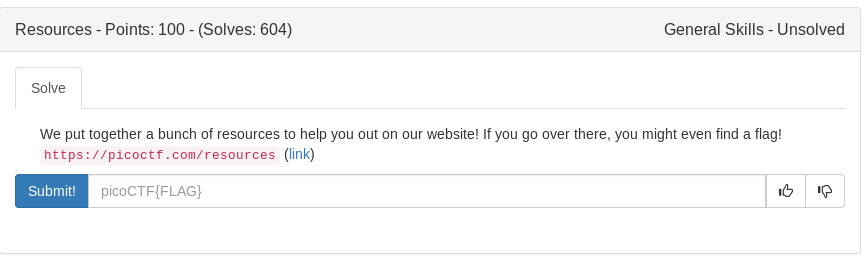 Resources - Points: 100 - (Solves: 604) General Skills - Unsolved
Solve
We put together a bunch of resources to help you out on our website! If you go over there, you might even find a flag!
https://picoctf.com/resources (link)
Submit! picoCTF{FLAG}